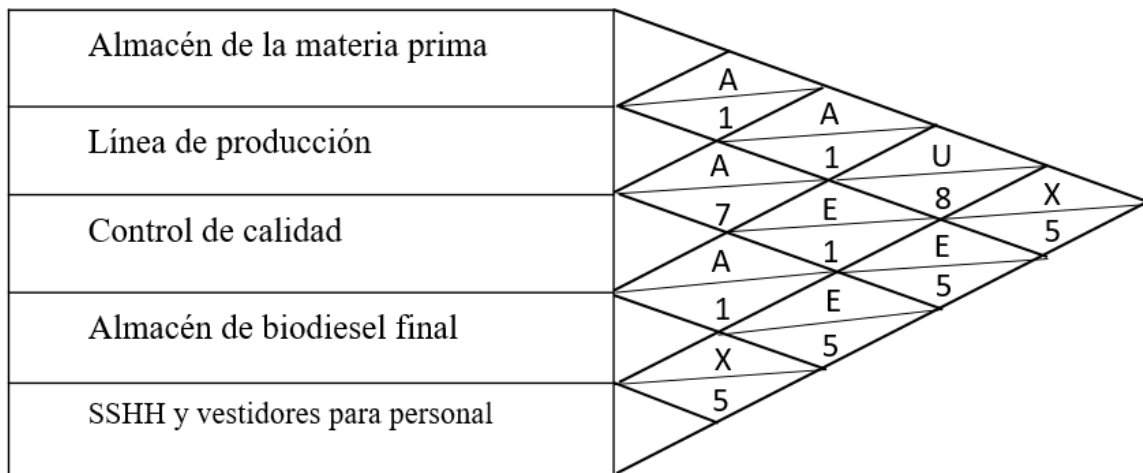 Almacén de la materia prima
Línea de producción
Control de calidad
Almacén de biodiesel final
SSHH y vestidores para personal
A
1
A
1
U
8
X
5
A
7
E
1
E
5
A
1
E
5
X
5